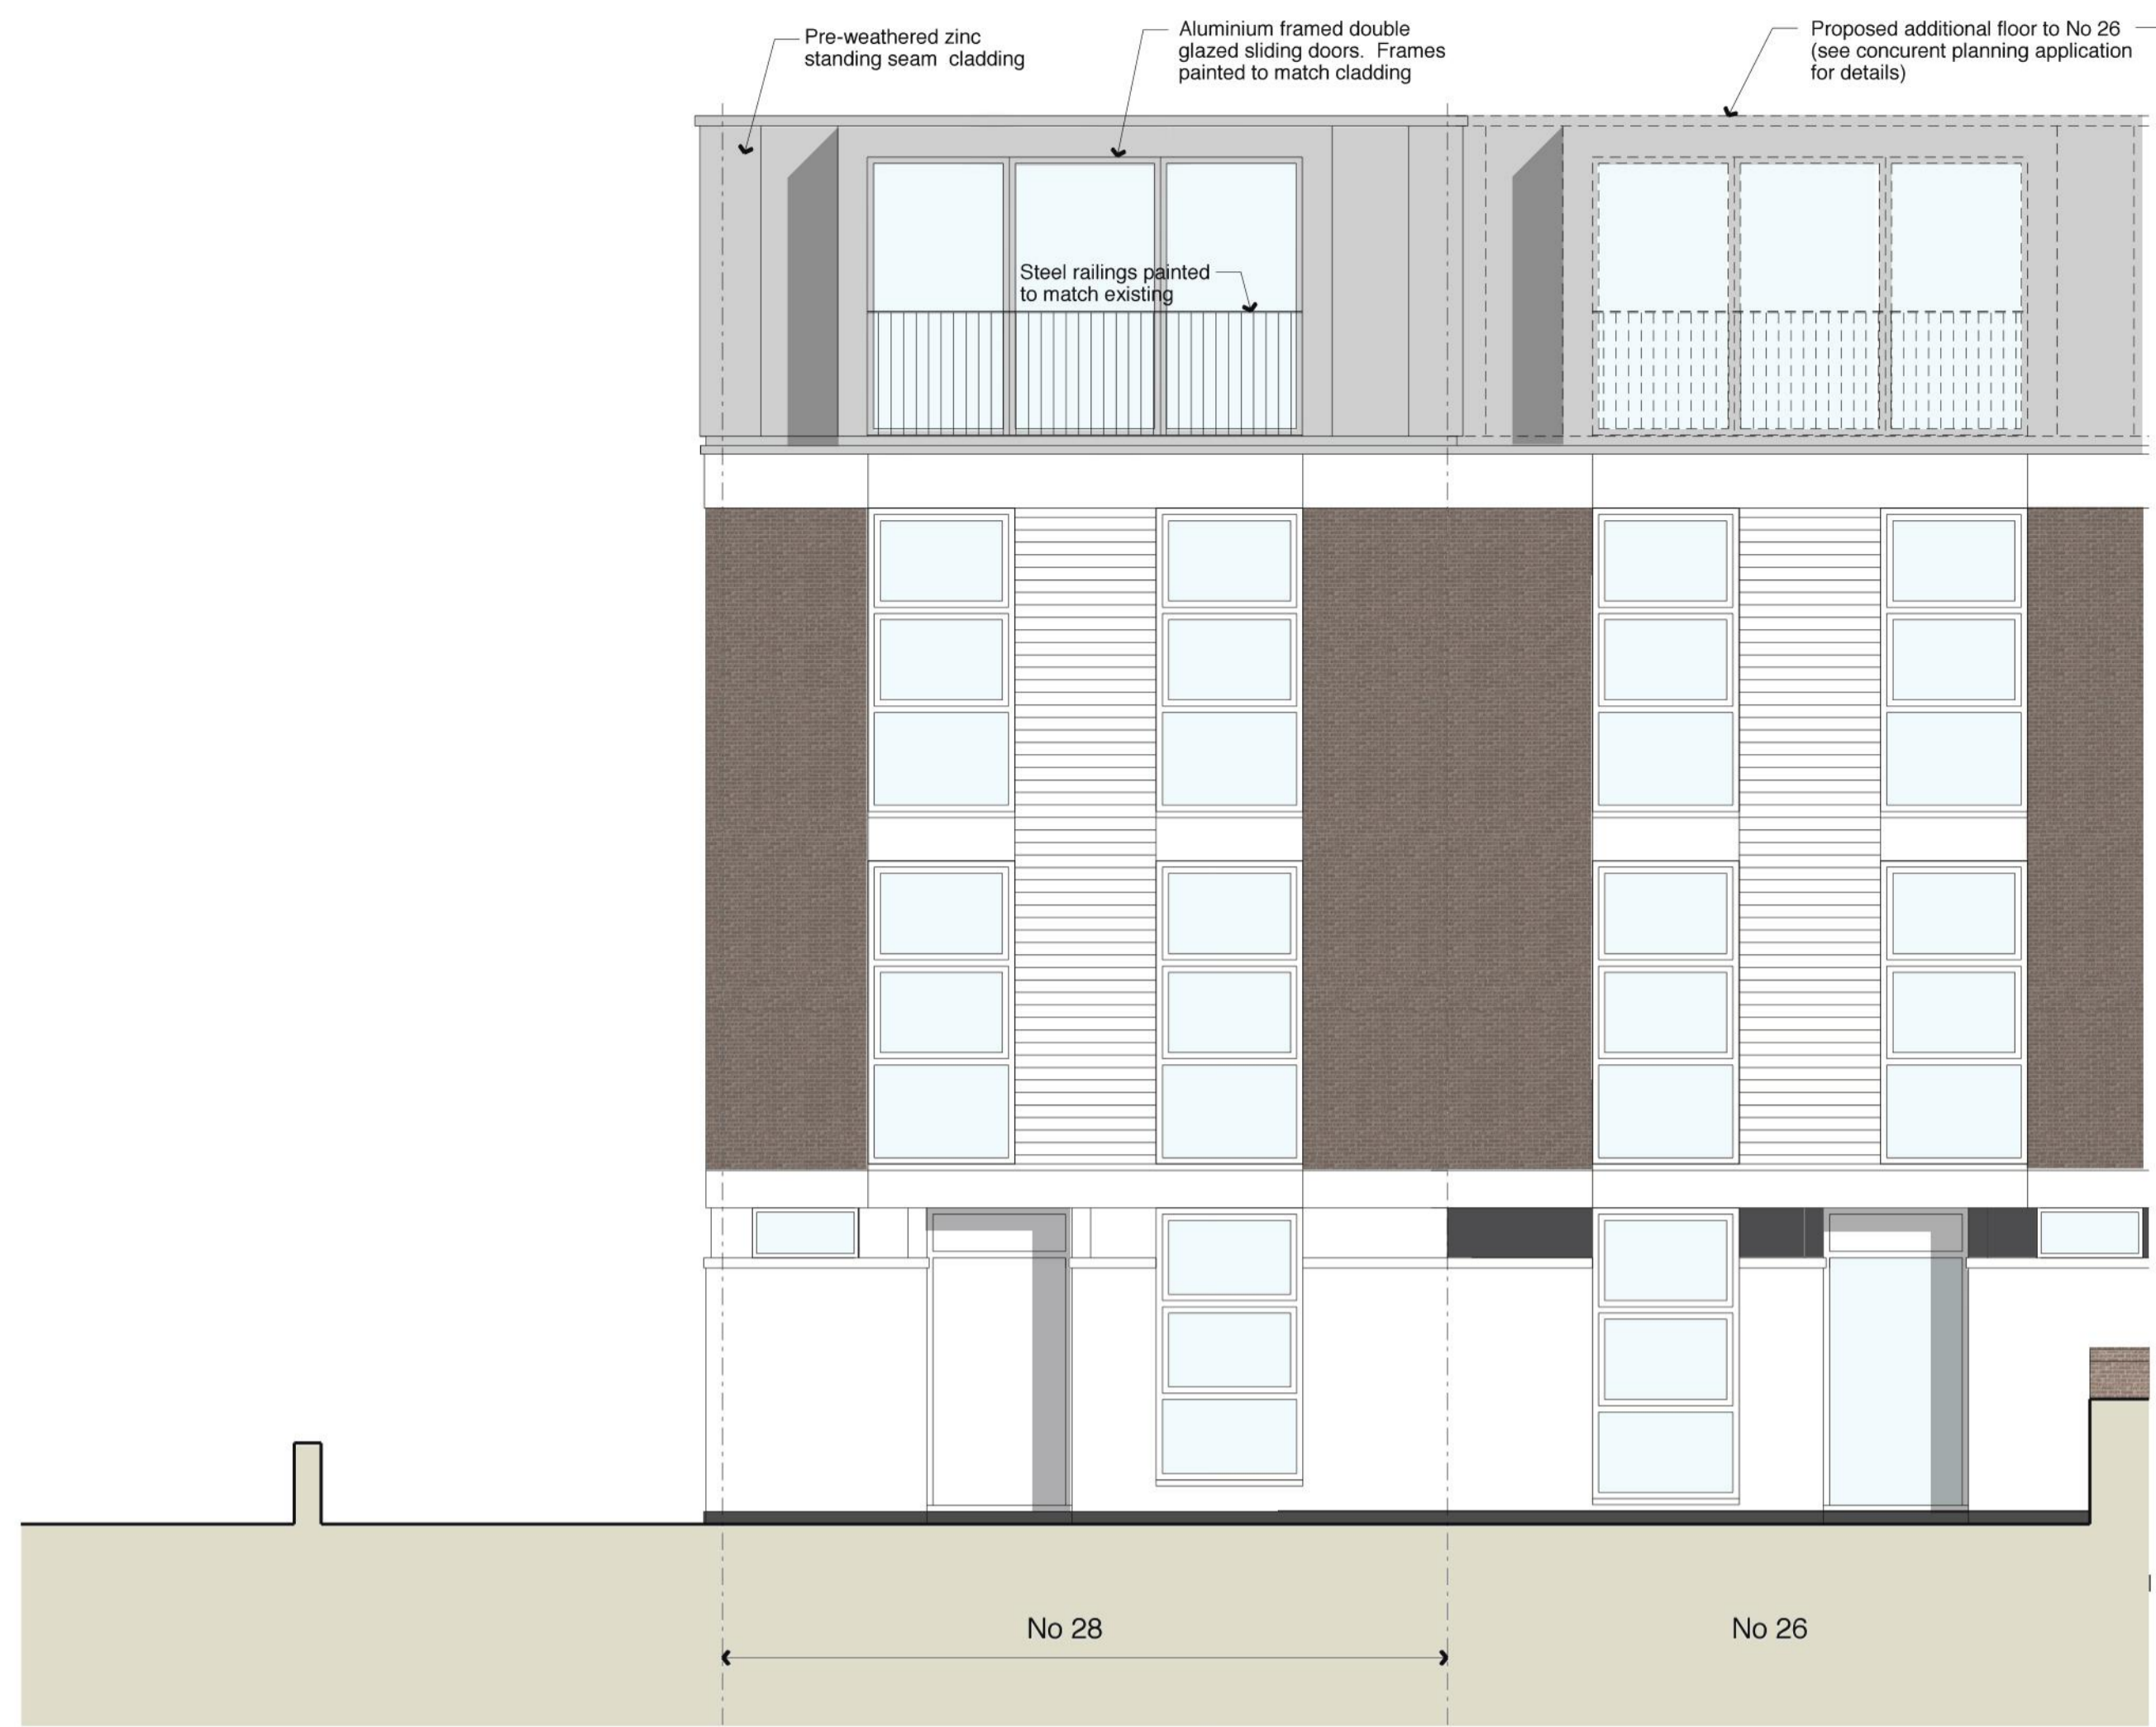 Pre-weathered zinc
standing seam cladding
Aluminium framed double
glazed sliding doors. Frames
painted to match cladding
Proposed additional floor to No 26
(see concurent planning application
for details)
Steel railings painted
to match existing
No 28
No 26